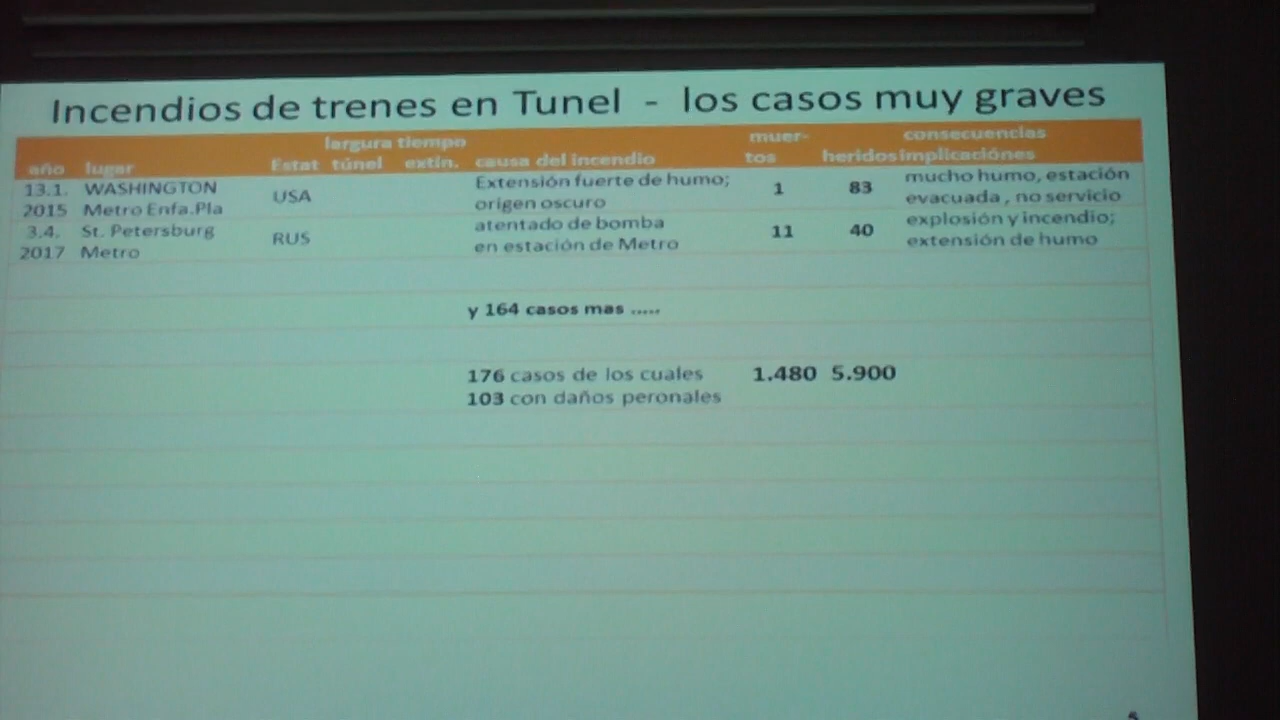 Incendios de trenes en Tunel - los casos muy graves
largura tiempo muer- consecuencias
año lugar Estat túnel extin. causa del incendio tos heridos implicaciónes
13.1. WASHINGTON USA Extensión fuerte de humo; 1 83 mucho humo, estación
2015 Metro Enfa.Pla origen oscuro evacuada , no servicio
3.4. St. Petersburg RUS atentado de bomba 11 40 explosión y incendio;
2017 Metro en estación de Metro extensión de humo
y 164 casos mas .....
176 casos de los cuales 1.480 5.900
103 con daños peronales